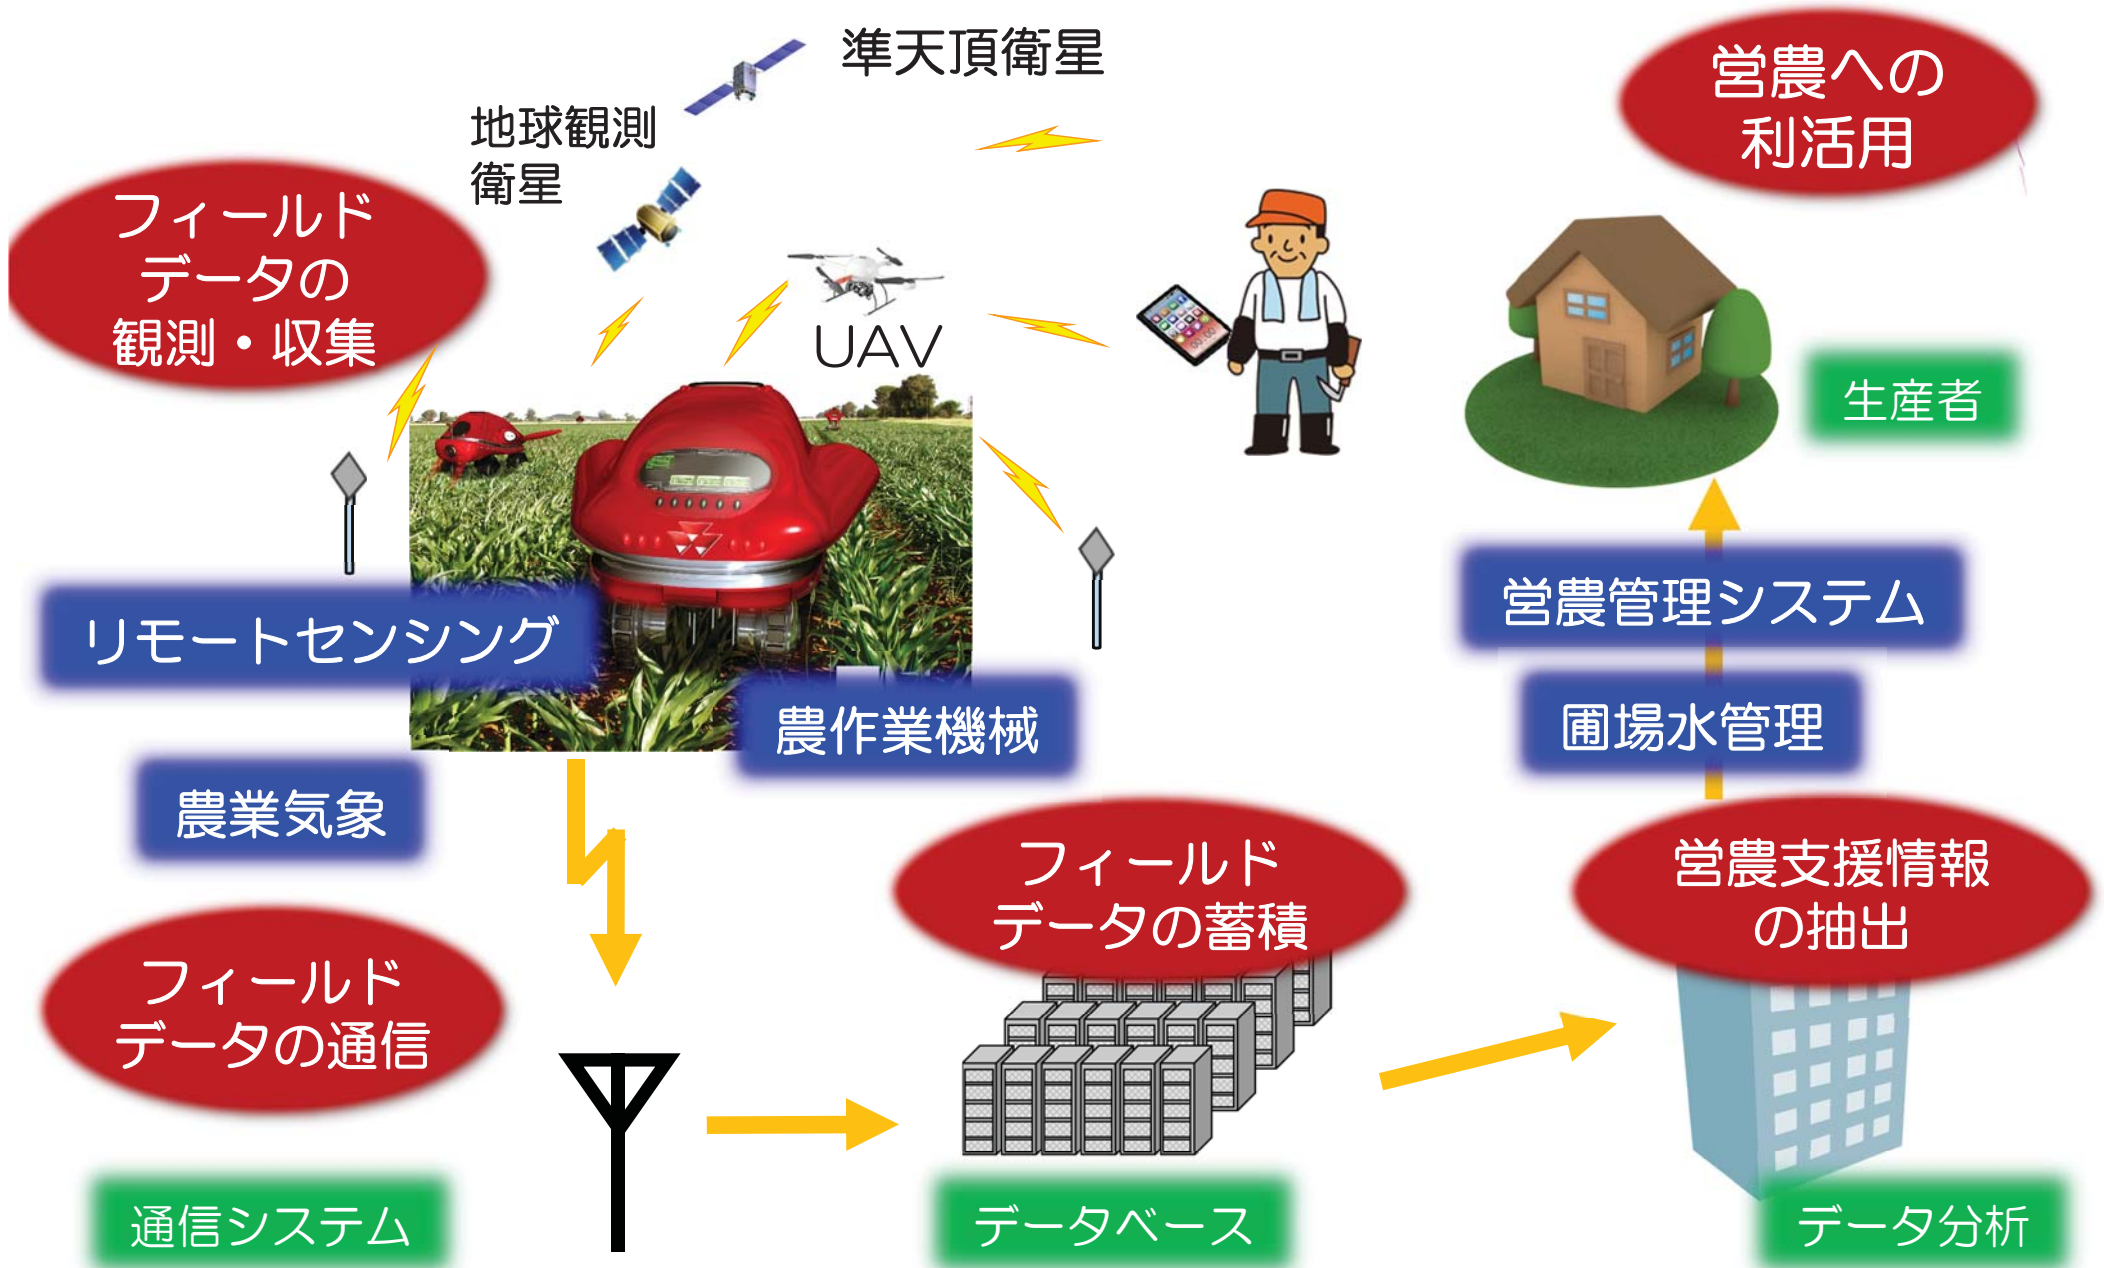 準天頂衛星
地球観測
衛星
営農への
利活用
フィールド
データの
観測・収集
UAV
生産者
リモートセンシング
農作業機械
農業気象
営農管理システム
圃場水管理
フィールド
データの通信
フィールド
データの蓄積
営農支援情報
の抽出
通信システム
データベース
データ分析